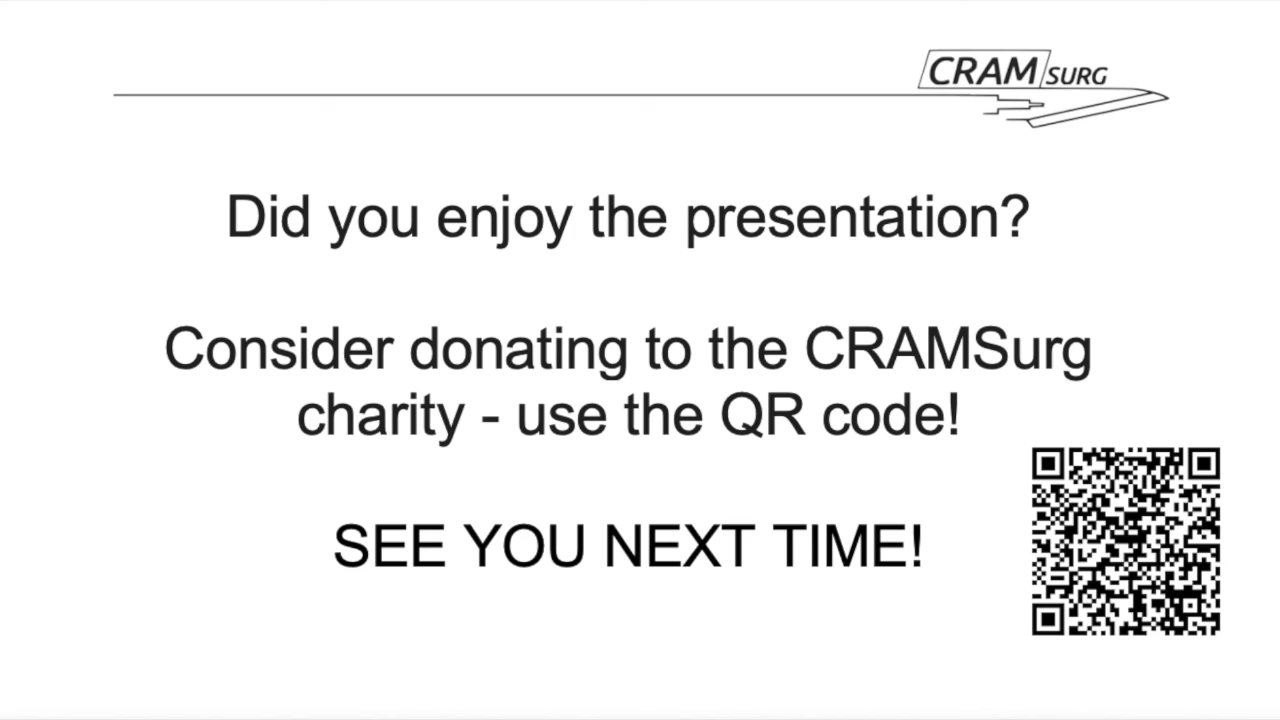 CRAM SURG
Did you enjoy the presentation?
Consider donating to the CRAMSurg
charity - use the QR code!
SEE YOU NEXT TIME!